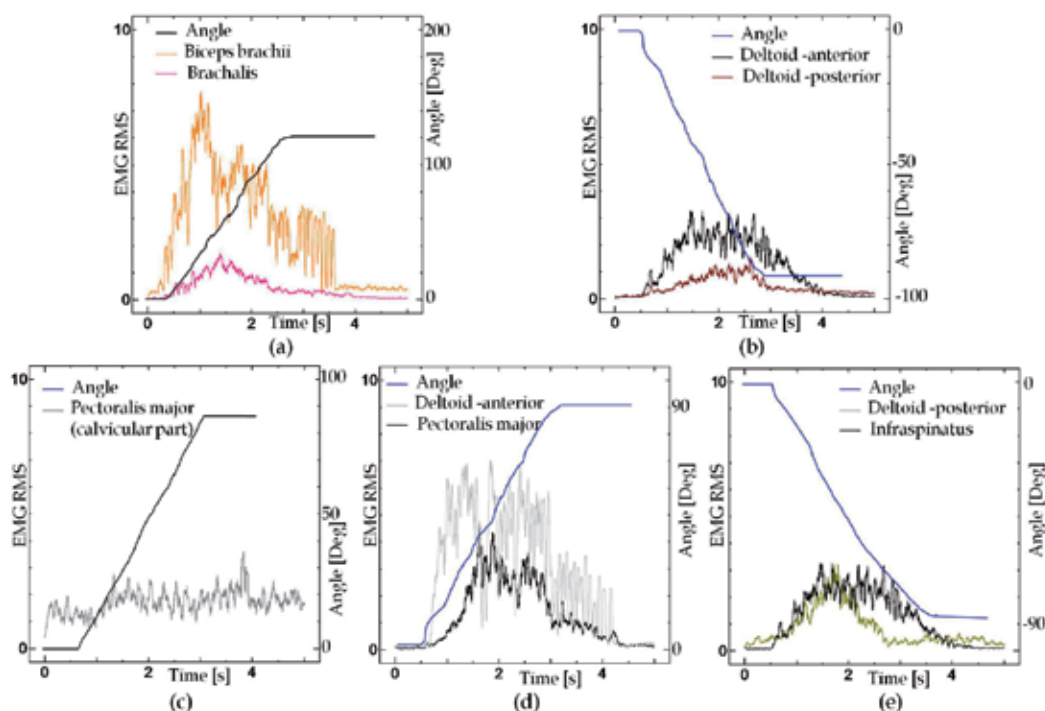 10
200
Angle
Biceps brachii
Brachalis
100
EMG RMS
Angle [Deg]
0
0
0
2
4
Time [s]
(a)
10
0
Angle
Deltoid -anterior
Deltoid -posterior
-50
EMG RMS
Angle [Deg]
0
-100
0
2
4
Time [s]
(b)
10
100
Angle
Pectoralis major
(calvicular part)
50
EMG RMS
Angle [Deg]
0
0
0
2
4
Time [s]
(c)
10
Angle
Deltoid -anterior
Pectoralis major
90
EMG RMS
Angle [Deg]
0
0
0
2
4
Time [s]
(d)
10
0
Angle
Deltoid -posterior
Infraspinatus
EMG RMS
Angle [Deg]
-90
0
0
2
4
Time [s]
(e)